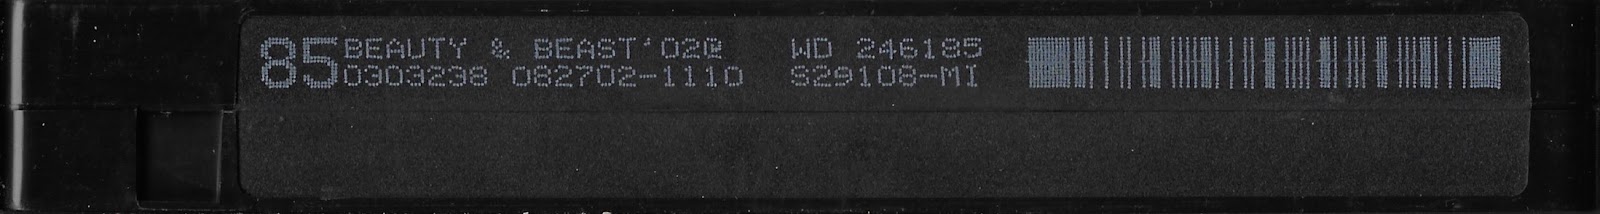 85 BEAUTY & BEAST'02@ WD 246185
0303238 082702-1110 S29108-MI